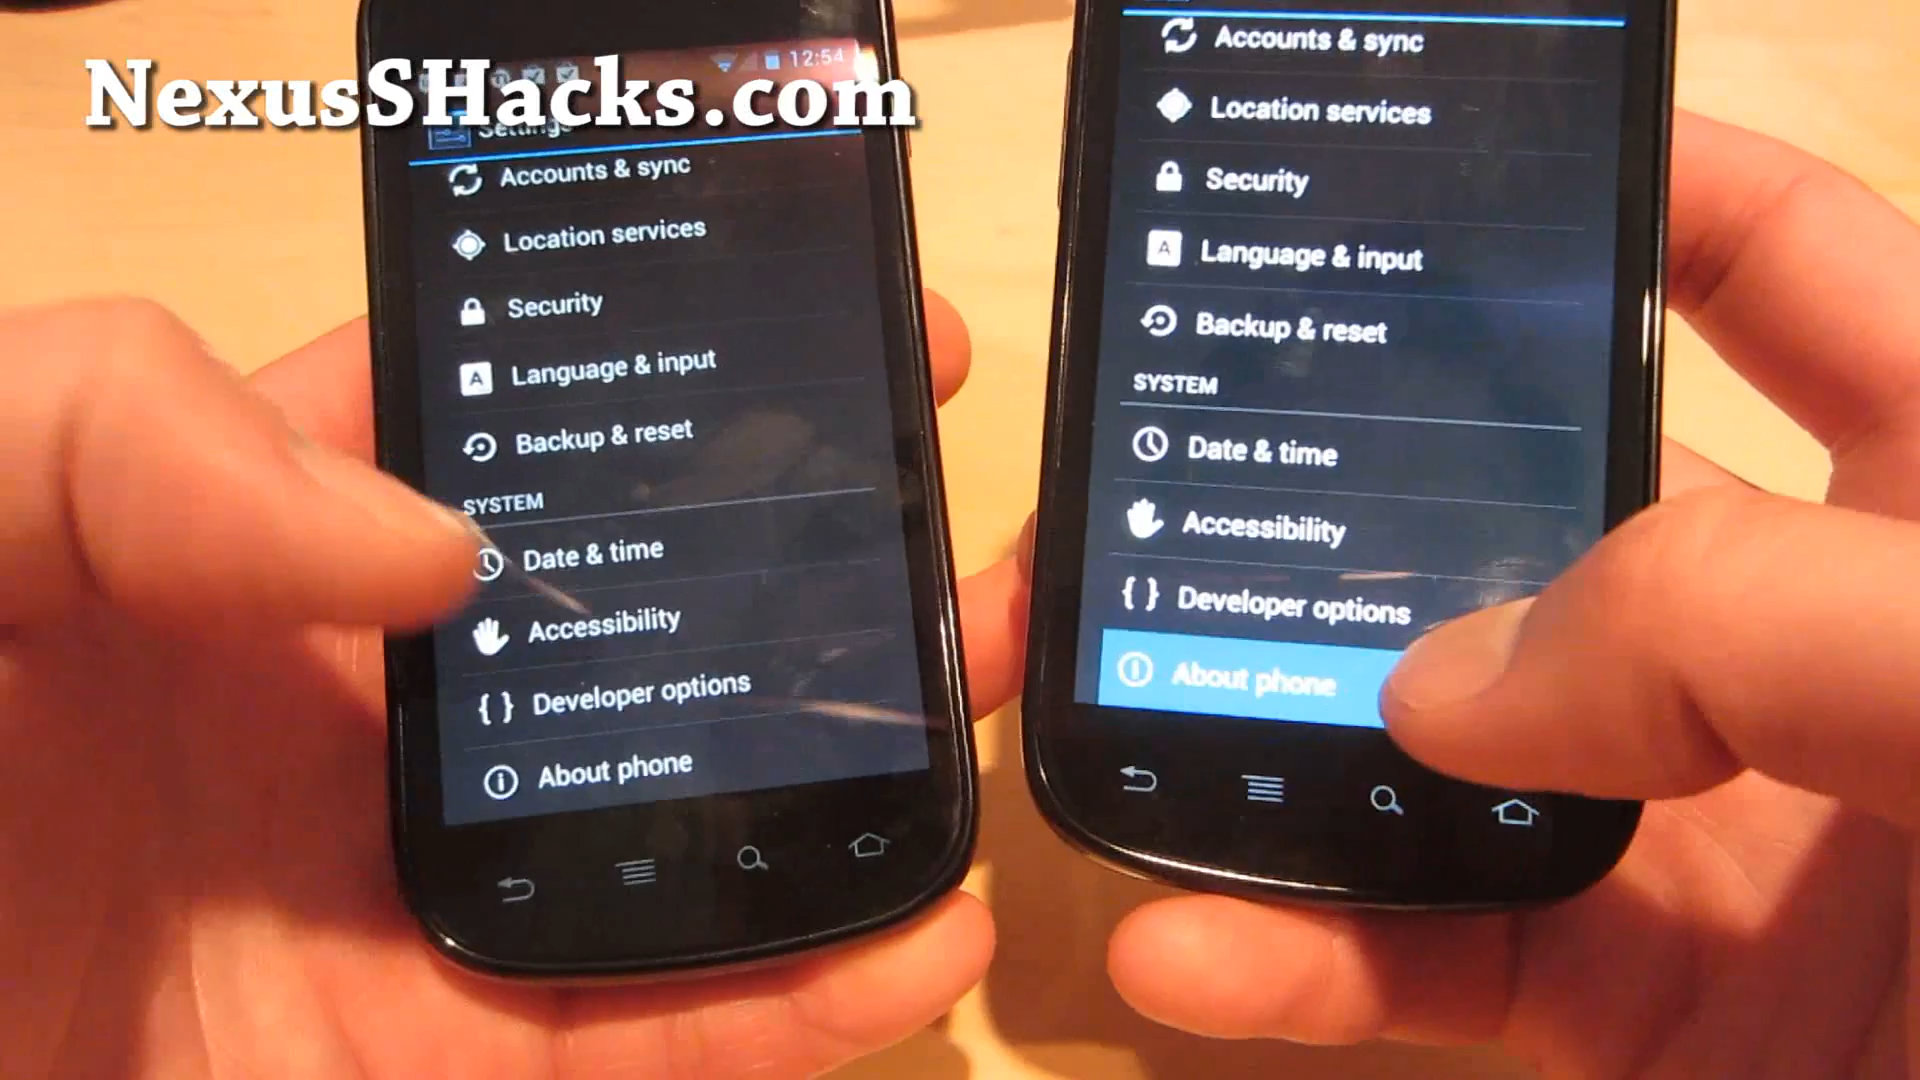 NexusSHacks.com
12:54
Settings
Accounts & sync
Location services
Security
Language & input
Backup & reset
SYSTEM
Date & time
Accessibility
{ } Developer options
About phone
Accounts & sync
Location services
Security
A Language & input
Backup & reset
SYSTEM
Date & time
Accessibility
{ } Developer options
About phone